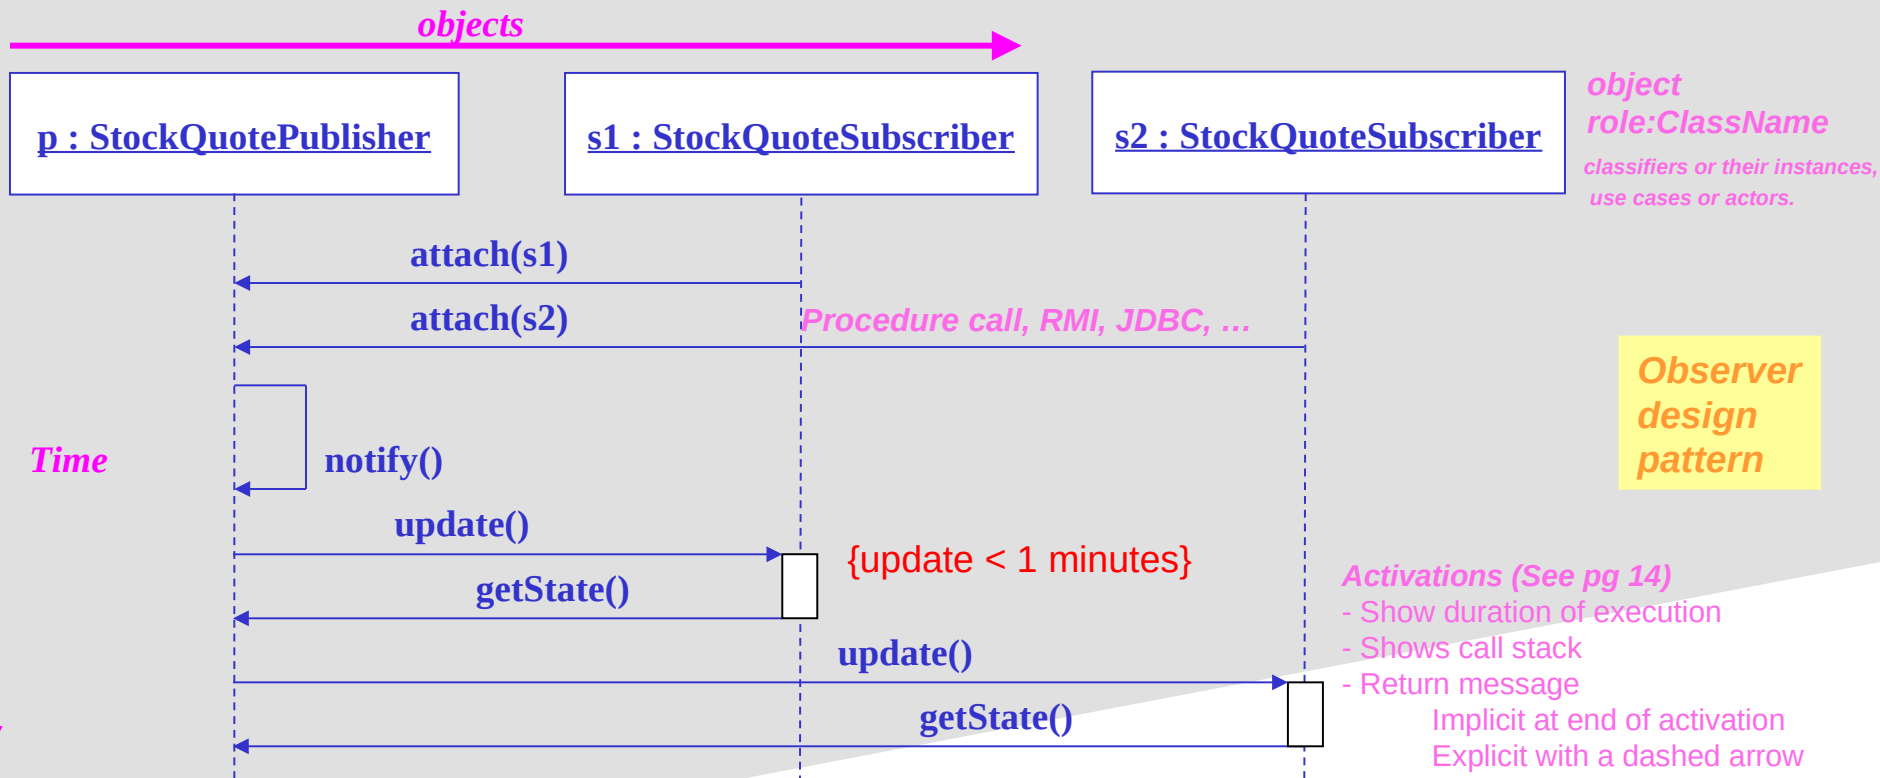 objects
p : StockQuotePublisher
s1 : StockQuoteSubscriber
s2 : StockQuoteSubscriber
object
role:ClassName
classifiers or their instances,
use cases or actors.
attach(s1)
attach(s2)
Procedure call, RMI, JDBC, …
Observer
design
pattern
Time
notify()
update()
{update < 1 minutes}
getState()
Activations (See pg 14)
- Show duration of execution
- Shows call stack
- Return message
Implicit at end of activation
Explicit with a dashed arrow
update()
getState()